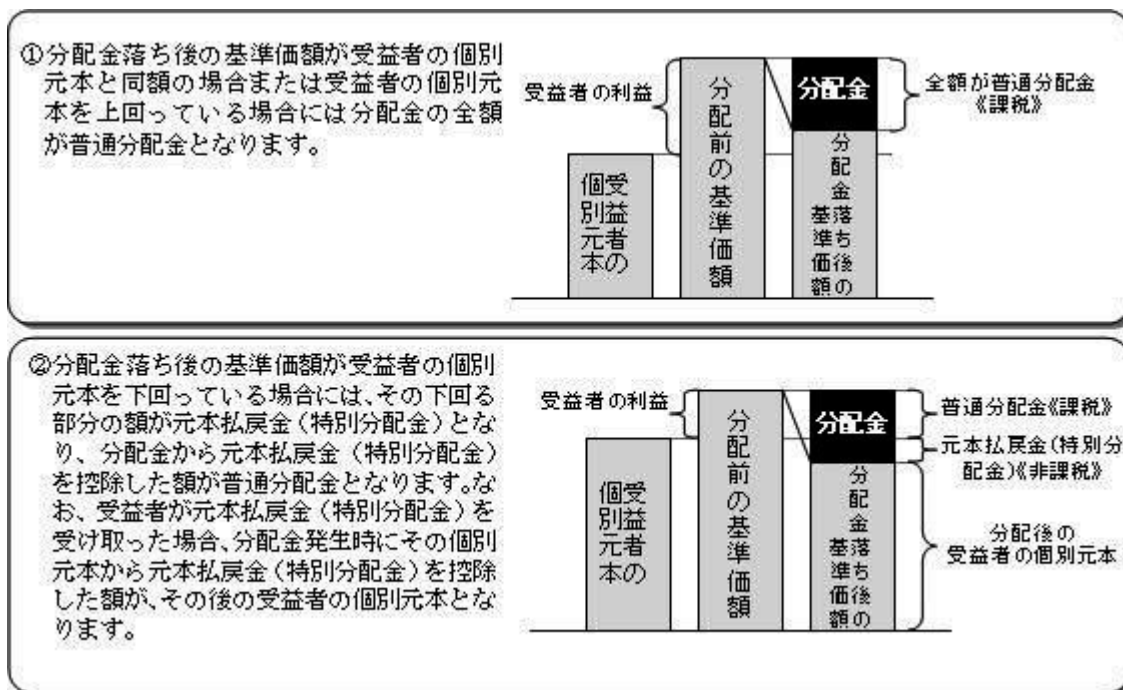 ①分配金落ち後の基準価額が受益者の個別
元本と同額の場合または受益者の個別元
本を上回っている場合には分配金の全額
が普通分配金となります。
受益者の利益
受益者の
個別元本
分配前の基準価額
分配金
分配金落ち後の
基準価額
全額が普通分配金
《課税》
②分配金落ち後の基準価額が受益者の個別
元本を下回っている場合には、その下回る
部分の額が元本払戻金(特別分配金)とな
り、分配金から元本払戻金(特別分配金)
を控除した額が普通分配金となります。な
お、受益者が元本払戻金(特別分配金)を
受け取った場合、分配金発生時にその個別
元本から元本払戻金(特別分配金)を控除
した額が、その後の受益者の個別元本とな
ります。
受益者の利益
受益者の
個別元本
分配前の基準価額
分配金
分配金落ち後の
基準価額
普通分配金《課税》
元本払戻金(特別分
配金)《非課税》
分配後の
受益者の個別元本